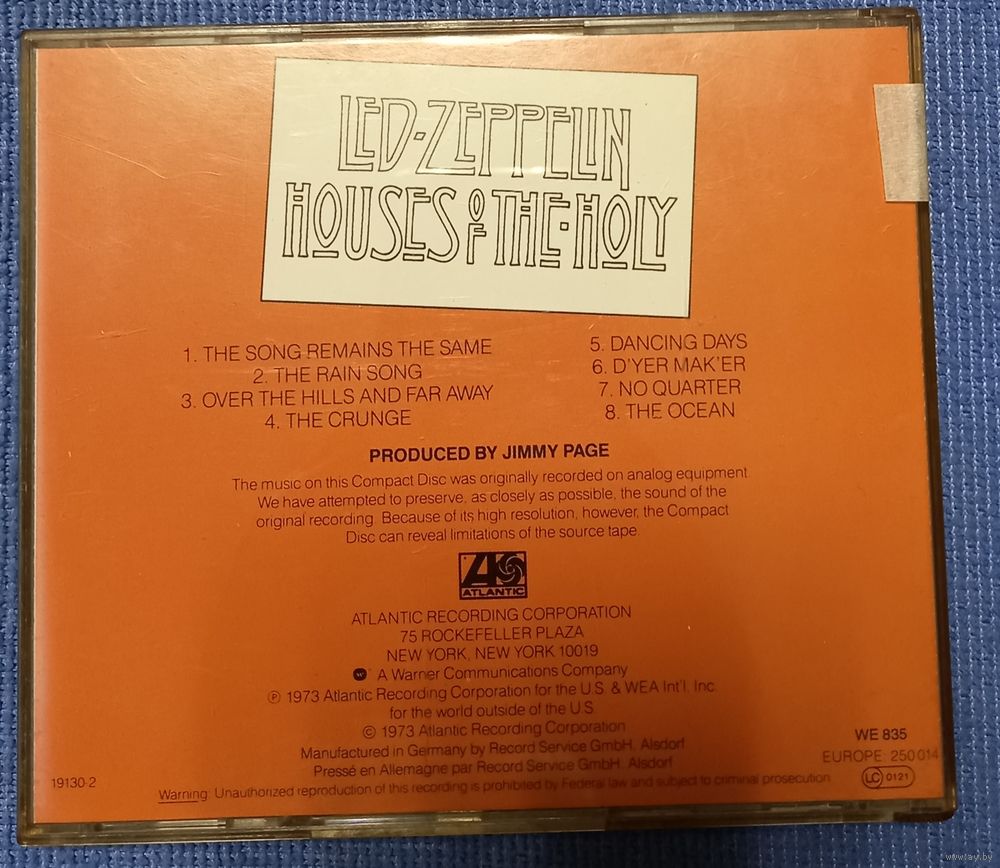 LED-ZEPPELIN
HOUSES OF THE-HOLY
1. THE SONG REMAINS THE SAME
2. THE RAIN SONG
3. OVER THE HILLS AND FAR AWAY
4. THE CRUNGE
5. DANCING DAYS
6. D'YER MAK'ER
7. NO QUARTER
8. THE OCEAN
PRODUCED BY JIMMY PAGE
The music on this Compact Disc was originally recorded on analog equipment.
We have attempted to preserve, as closely as possible, the sound of the
original recording. Because of its high resolution, however, the Compact
Disc can reveal limitations of the source tape.
ATLANTIC
ATLANTIC RECORDING CORPORATION
75 ROCKEFELLER PLAZA
NEW YORK, NEW YORK 10019
A Warner Communications Company
℗ 1973 Atlantic Recording Corporation for the U.S. & WEA Int'l. Inc.
for the world outside of the U.S.
© 1973 Atlantic Recording Corporation
Manufactured in Germany by Record Service GmbH, Alsdorf
Pressé en Allemagne par Record Service GmbH, Alsdorf
WE 835
EUROPE: 250 014
LC 0121
19130-2
Warning: Unauthorized reproduction of this recording is prohibited by Federal law and subject to criminal prosecution.
www.ay.by